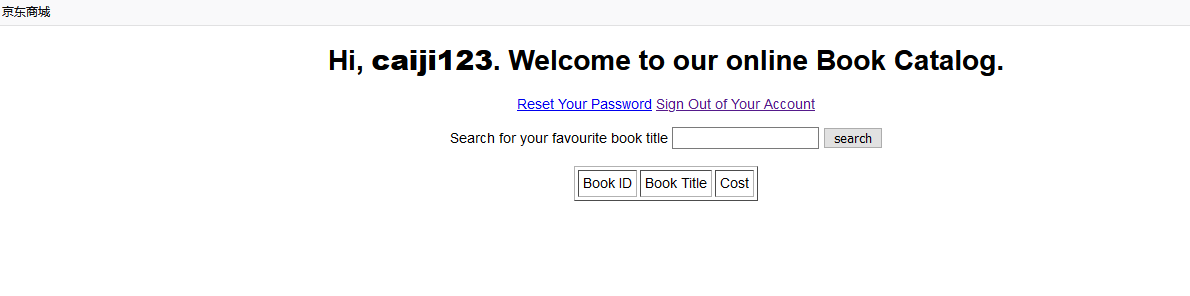 京东商城
Hi, caiji123. Welcome to our online Book Catalog.
Reset Your Password Sign Out of Your Account
Search for your favourite book title search
Book ID Book Title Cost